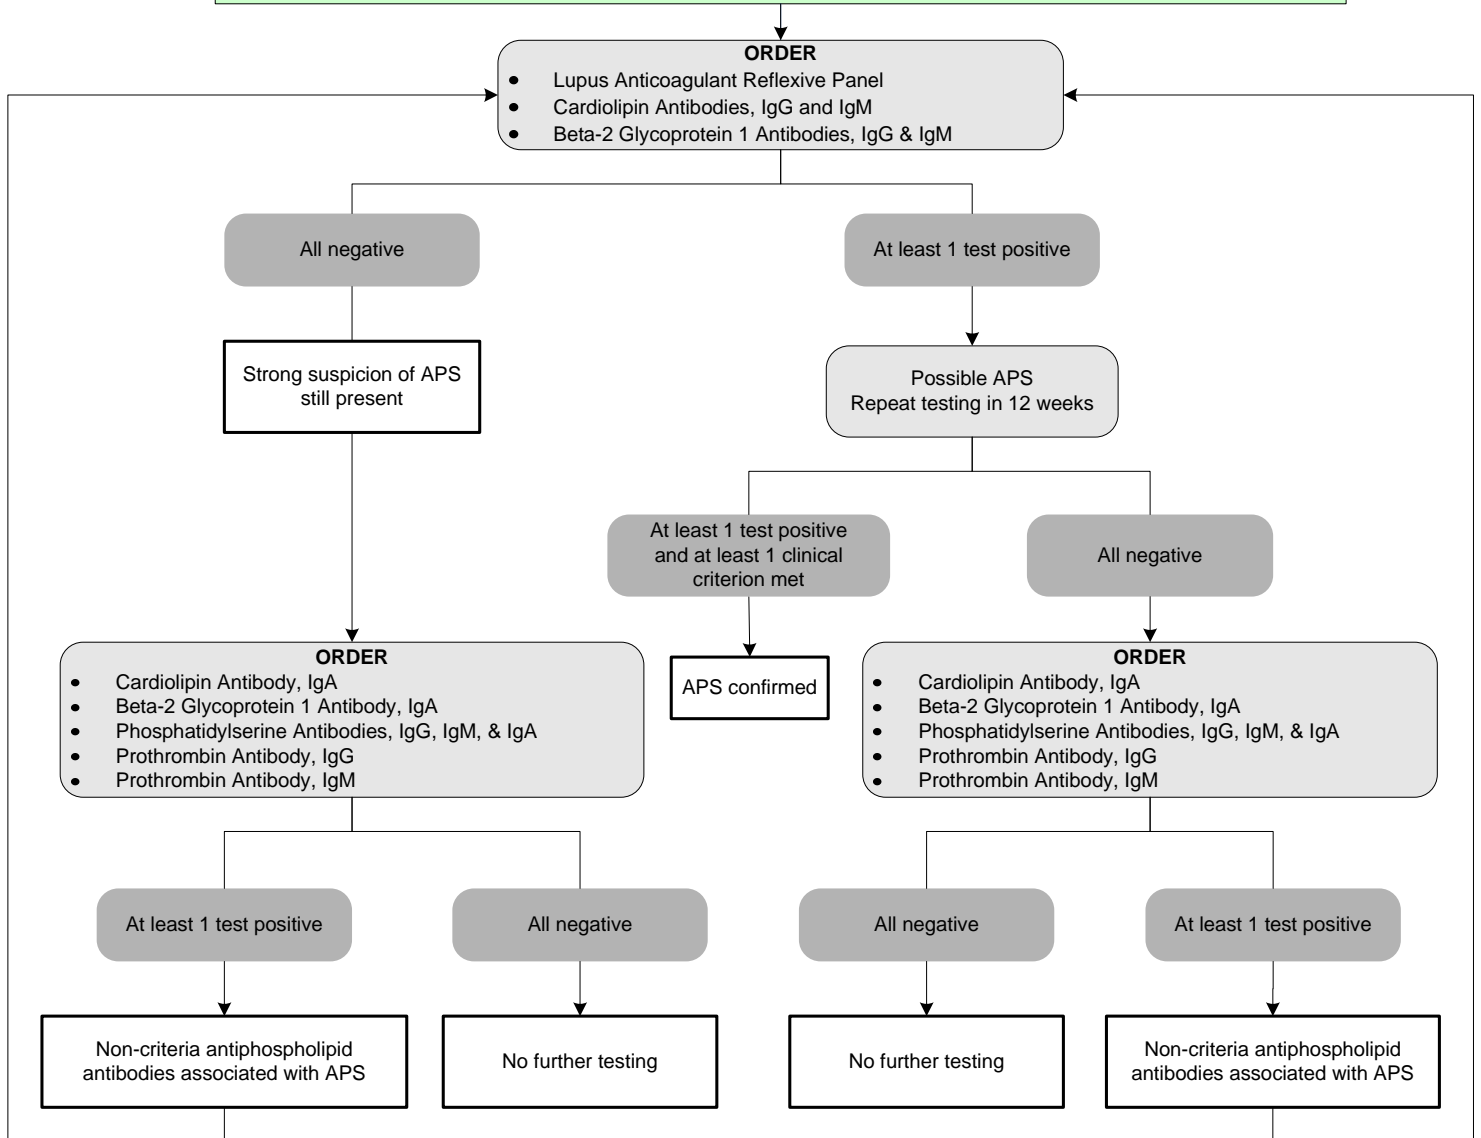 ORDER
• Lupus Anticoagulant Reflexive Panel
• Cardiolipin Antibodies, IgG and IgM
• Beta-2 Glycoprotein 1 Antibodies, IgG & IgM
All negative
At least 1 test positive
Strong suspicion of APS
still present
Possible APS
Repeat testing in 12 weeks
At least 1 test positive
and at least 1 clinical
criterion met
All negative
APS confirmed
ORDER
• Cardiolipin Antibody, IgA
• Beta-2 Glycoprotein 1 Antibody, IgA
• Phosphatidylserine Antibodies, IgG, IgM, & IgA
• Prothrombin Antibody, IgG
• Prothrombin Antibody, IgM
ORDER
• Cardiolipin Antibody, IgA
• Beta-2 Glycoprotein 1 Antibody, IgA
• Phosphatidylserine Antibodies, IgG, IgM, & IgA
• Prothrombin Antibody, IgG
• Prothrombin Antibody, IgM
At least 1 test positive
All negative
All negative
At least 1 test positive
Non-criteria antiphospholipid
antibodies associated with APS
No further testing
No further testing
Non-criteria antiphospholipid
antibodies associated with APS